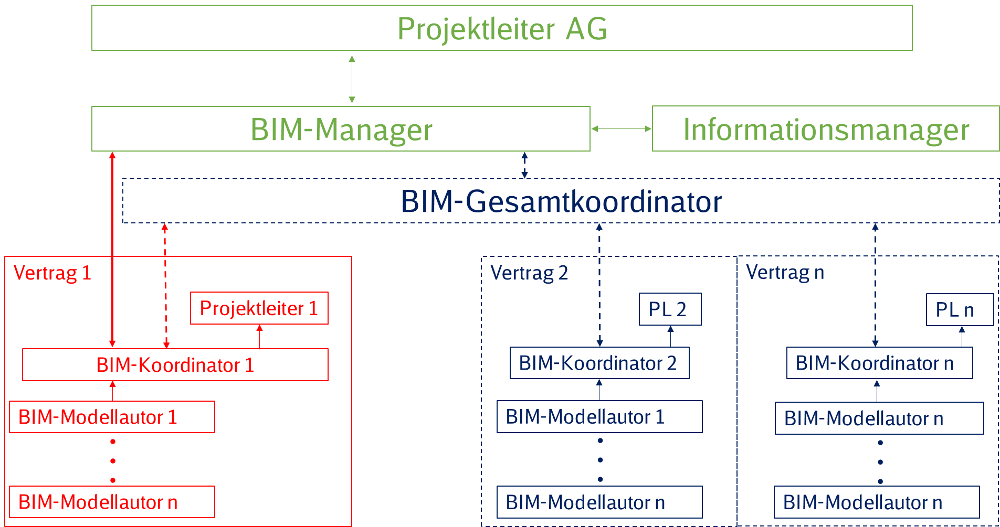 Projektleiter AG
BIM-Manager
Informationsmanager
BIM-Gesamtkoordinator
Vertrag 1
Projektleiter 1
BIM-Koordinator 1
BIM-Modellautor 1
BIM-Modellautor n
Vertrag 2
PL 2
BIM-Koordinator 2
BIM-Modellautor 1
BIM-Modellautor n
Vertrag n
PL n
BIM-Koordinator n
BIM-Modellautor n
BIM-Modellautor n